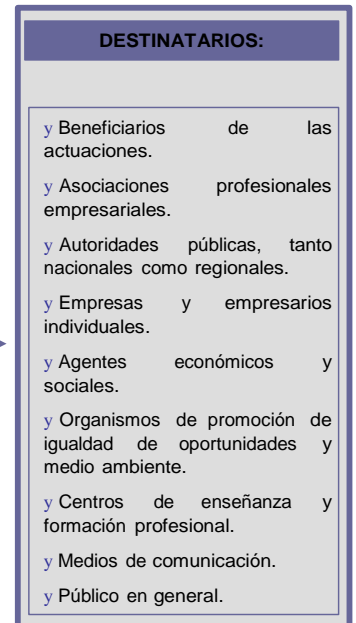 DESTINATARIOS:
y Beneficiarios de las
actuaciones.
y Asociaciones profesionales
empresariales.
y Autoridades públicas, tanto
nacionales como regionales.
y Empresas y empresarios
individuales.
y Agentes económicos y
sociales.
y Organismos de promoción de
igualdad de oportunidades y
medio ambiente.
y Centros de enseñanza y
formación profesional.
y Medios de comunicación.
y Público en general.